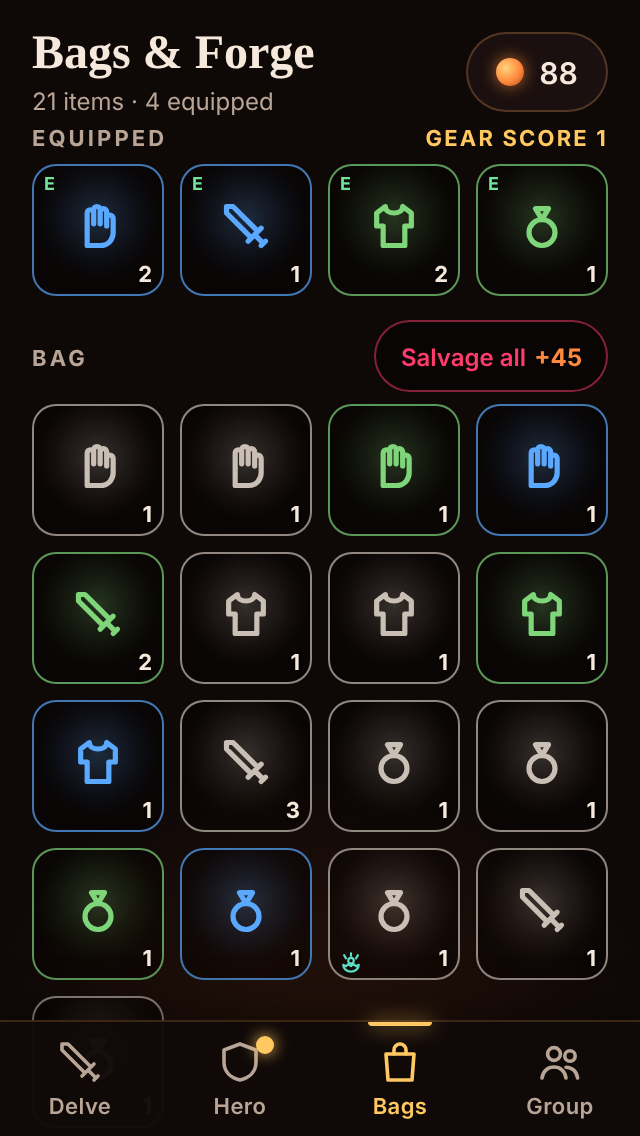 Bags & Forge
88
21 items · 4 equipped
EQUIPPED
GEAR SCORE 1
E E E E
2 1 2 1
BAG
Salvage all +45
1 1 1 1
2 1 1 1
1 3 1 1
1 1 1 1
1
Delve Hero Bags Group